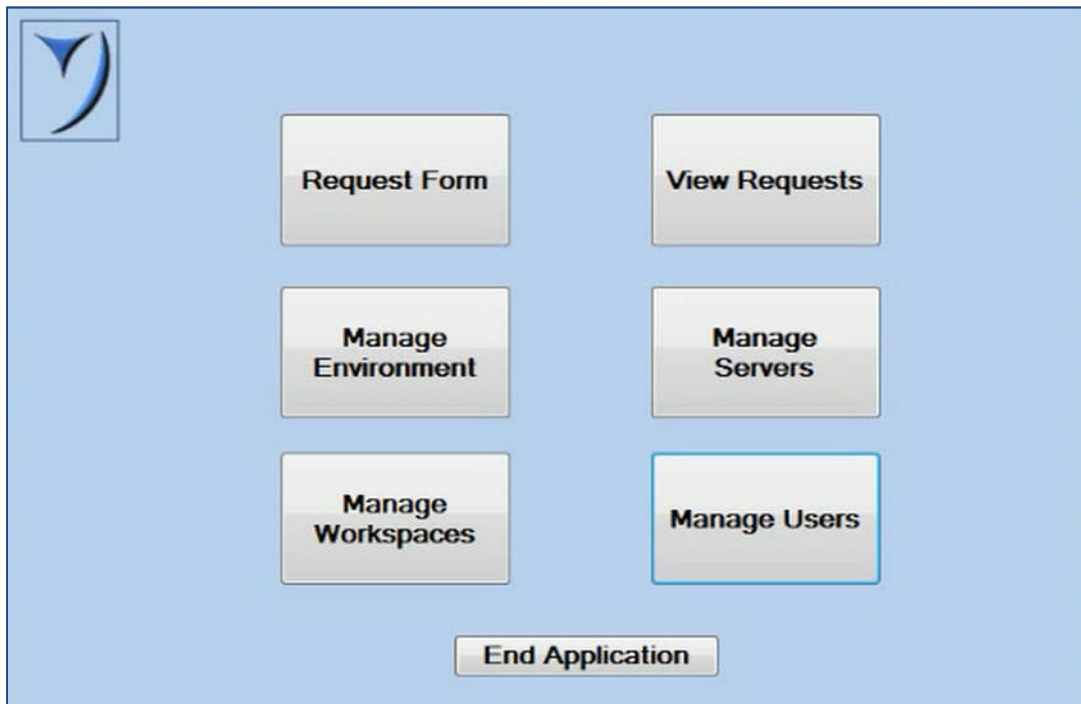 Request Form
View Requests
Manage
Environment
Manage
Servers
Manage
Workspaces
Manage Users
End Application